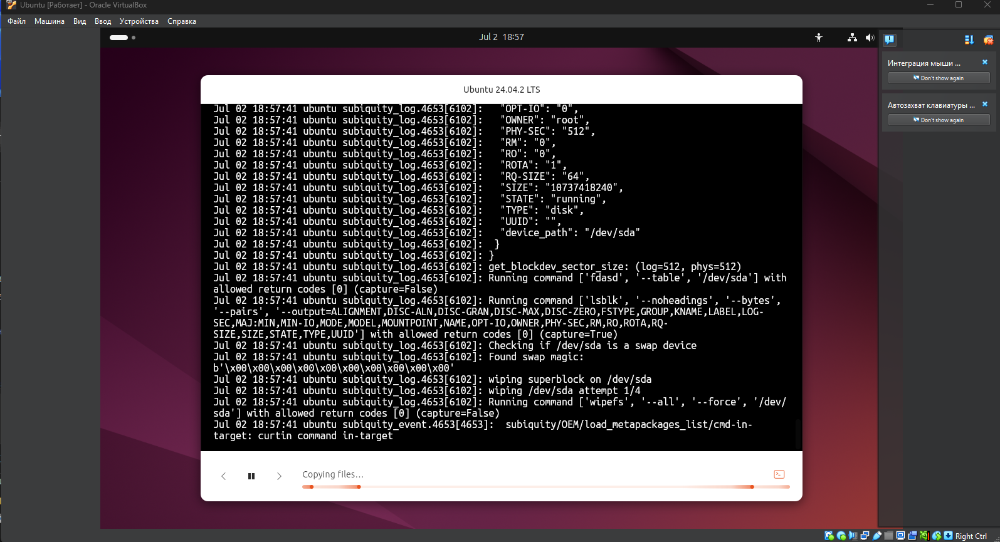 Ubuntu [Работает] - Oracle VirtualBox
Файл Машина Вид Ввод Устройства Справка
Jul 2 18:57
Интеграция мыши ...
Don't show again
Автозахват клавиатуры ...
Don't show again
Ubuntu 24.04.2 LTS
Jul 02 18:57:41 ubuntu subiquity_log.4653[6102]:   "OPT-IO": "0",
Jul 02 18:57:41 ubuntu subiquity_log.4653[6102]:   "OWNER": "root",
Jul 02 18:57:41 ubuntu subiquity_log.4653[6102]:   "PHY-SEC": "512",
Jul 02 18:57:41 ubuntu subiquity_log.4653[6102]:   "RM": "0",
Jul 02 18:57:41 ubuntu subiquity_log.4653[6102]:   "RO": "0",
Jul 02 18:57:41 ubuntu subiquity_log.4653[6102]:   "ROTA": "1",
Jul 02 18:57:41 ubuntu subiquity_log.4653[6102]:   "RQ-SIZE": "64",
Jul 02 18:57:41 ubuntu subiquity_log.4653[6102]:   "SIZE": "10737418240",
Jul 02 18:57:41 ubuntu subiquity_log.4653[6102]:   "STATE": "running",
Jul 02 18:57:41 ubuntu subiquity_log.4653[6102]:   "TYPE": "disk",
Jul 02 18:57:41 ubuntu subiquity_log.4653[6102]:   "UUID": "",
Jul 02 18:57:41 ubuntu subiquity_log.4653[6102]:   "device_path": "/dev/sda"
Jul 02 18:57:41 ubuntu subiquity_log.4653[6102]:  }
Jul 02 18:57:41 ubuntu subiquity_log.4653[6102]: }
Jul 02 18:57:41 ubuntu subiquity_log.4653[6102]: get_blockdev_sector_size: (log=512, phys=512)
Jul 02 18:57:41 ubuntu subiquity_log.4653[6102]: Running command ['fdasd', '--table', '/dev/sda'] with
allowed return codes [0] (capture=False)
Jul 02 18:57:41 ubuntu subiquity_log.4653[6102]: Running command ['lsblk', '--noheadings', '--bytes',
'--pairs', '--output=ALIGNMENT,DISC-ALN,DISC-GRAN,DISC-MAX,DISC-ZERO,FSTYPE,GROUP,KNAME,LABEL,LOG-
SEC,MAJ:MIN,MIN-IO,MODE,MODEL,MOUNTPOINT,NAME,OPT-IO,OWNER,PHY-SEC,RM,RO,ROTA,RQ-
SIZE,SIZE,STATE,TYPE,UUID'] with allowed return codes [0] (capture=True)
Jul 02 18:57:41 ubuntu subiquity_log.4653[6102]: Checking if /dev/sda is a swap device
Jul 02 18:57:41 ubuntu subiquity_log.4653[6102]: Found swap magic:
b'\x00\x00\x00\x00\x00\x00\x00\x00\x00\x00'
Jul 02 18:57:41 ubuntu subiquity_log.4653[6102]: wiping superblock on /dev/sda
Jul 02 18:57:41 ubuntu subiquity_log.4653[6102]: wiping /dev/sda attempt 1/4
Jul 02 18:57:41 ubuntu subiquity_log.4653[6102]: Running command ['wipefs', '--all', '--force', '/dev/
sda'] with allowed return codes [0] (capture=False)
Jul 02 18:57:41 ubuntu subiquity_event.4653[4653]:  subiquity/OEM/load_metapackages_list/cmd-in-
target: curtin command in-target
Copying files…
Right Ctrl